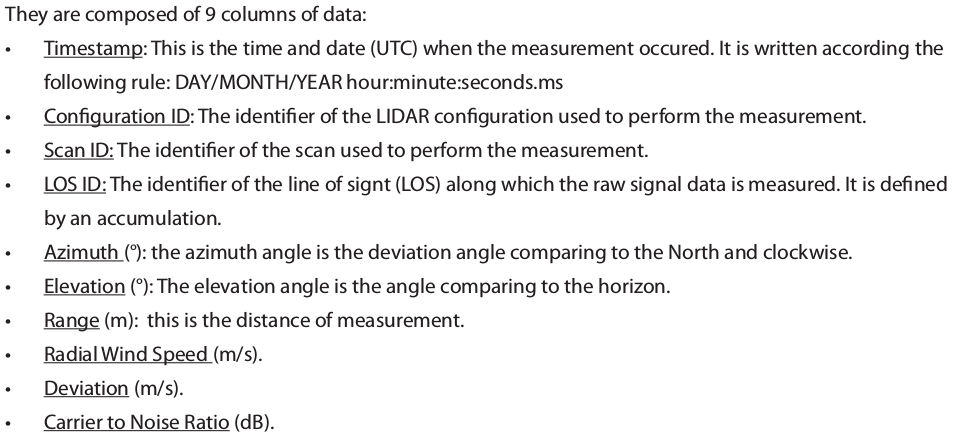 They are composed of 9 columns of data:
• Timestamp: This is the time and date (UTC) when the measurement occured. It is written according the
following rule: DAY/MONTH/YEAR hour:minute:seconds.ms
• Configuration ID: The identifier of the LIDAR configuration used to perform the measurement.
• Scan ID: The identifier of the scan used to perform the measurement.
• LOS ID: The identifier of the line of signt (LOS) along which the raw signal data is measured. It is defined
by an accumulation.
• Azimuth (°): the azimuth angle is the deviation angle comparing to the North and clockwise.
• Elevation (°): The elevation angle is the angle comparing to the horizon.
• Range (m): this is the distance of measurement.
• Radial Wind Speed (m/s).
• Deviation (m/s).
• Carrier to Noise Ratio (dB).